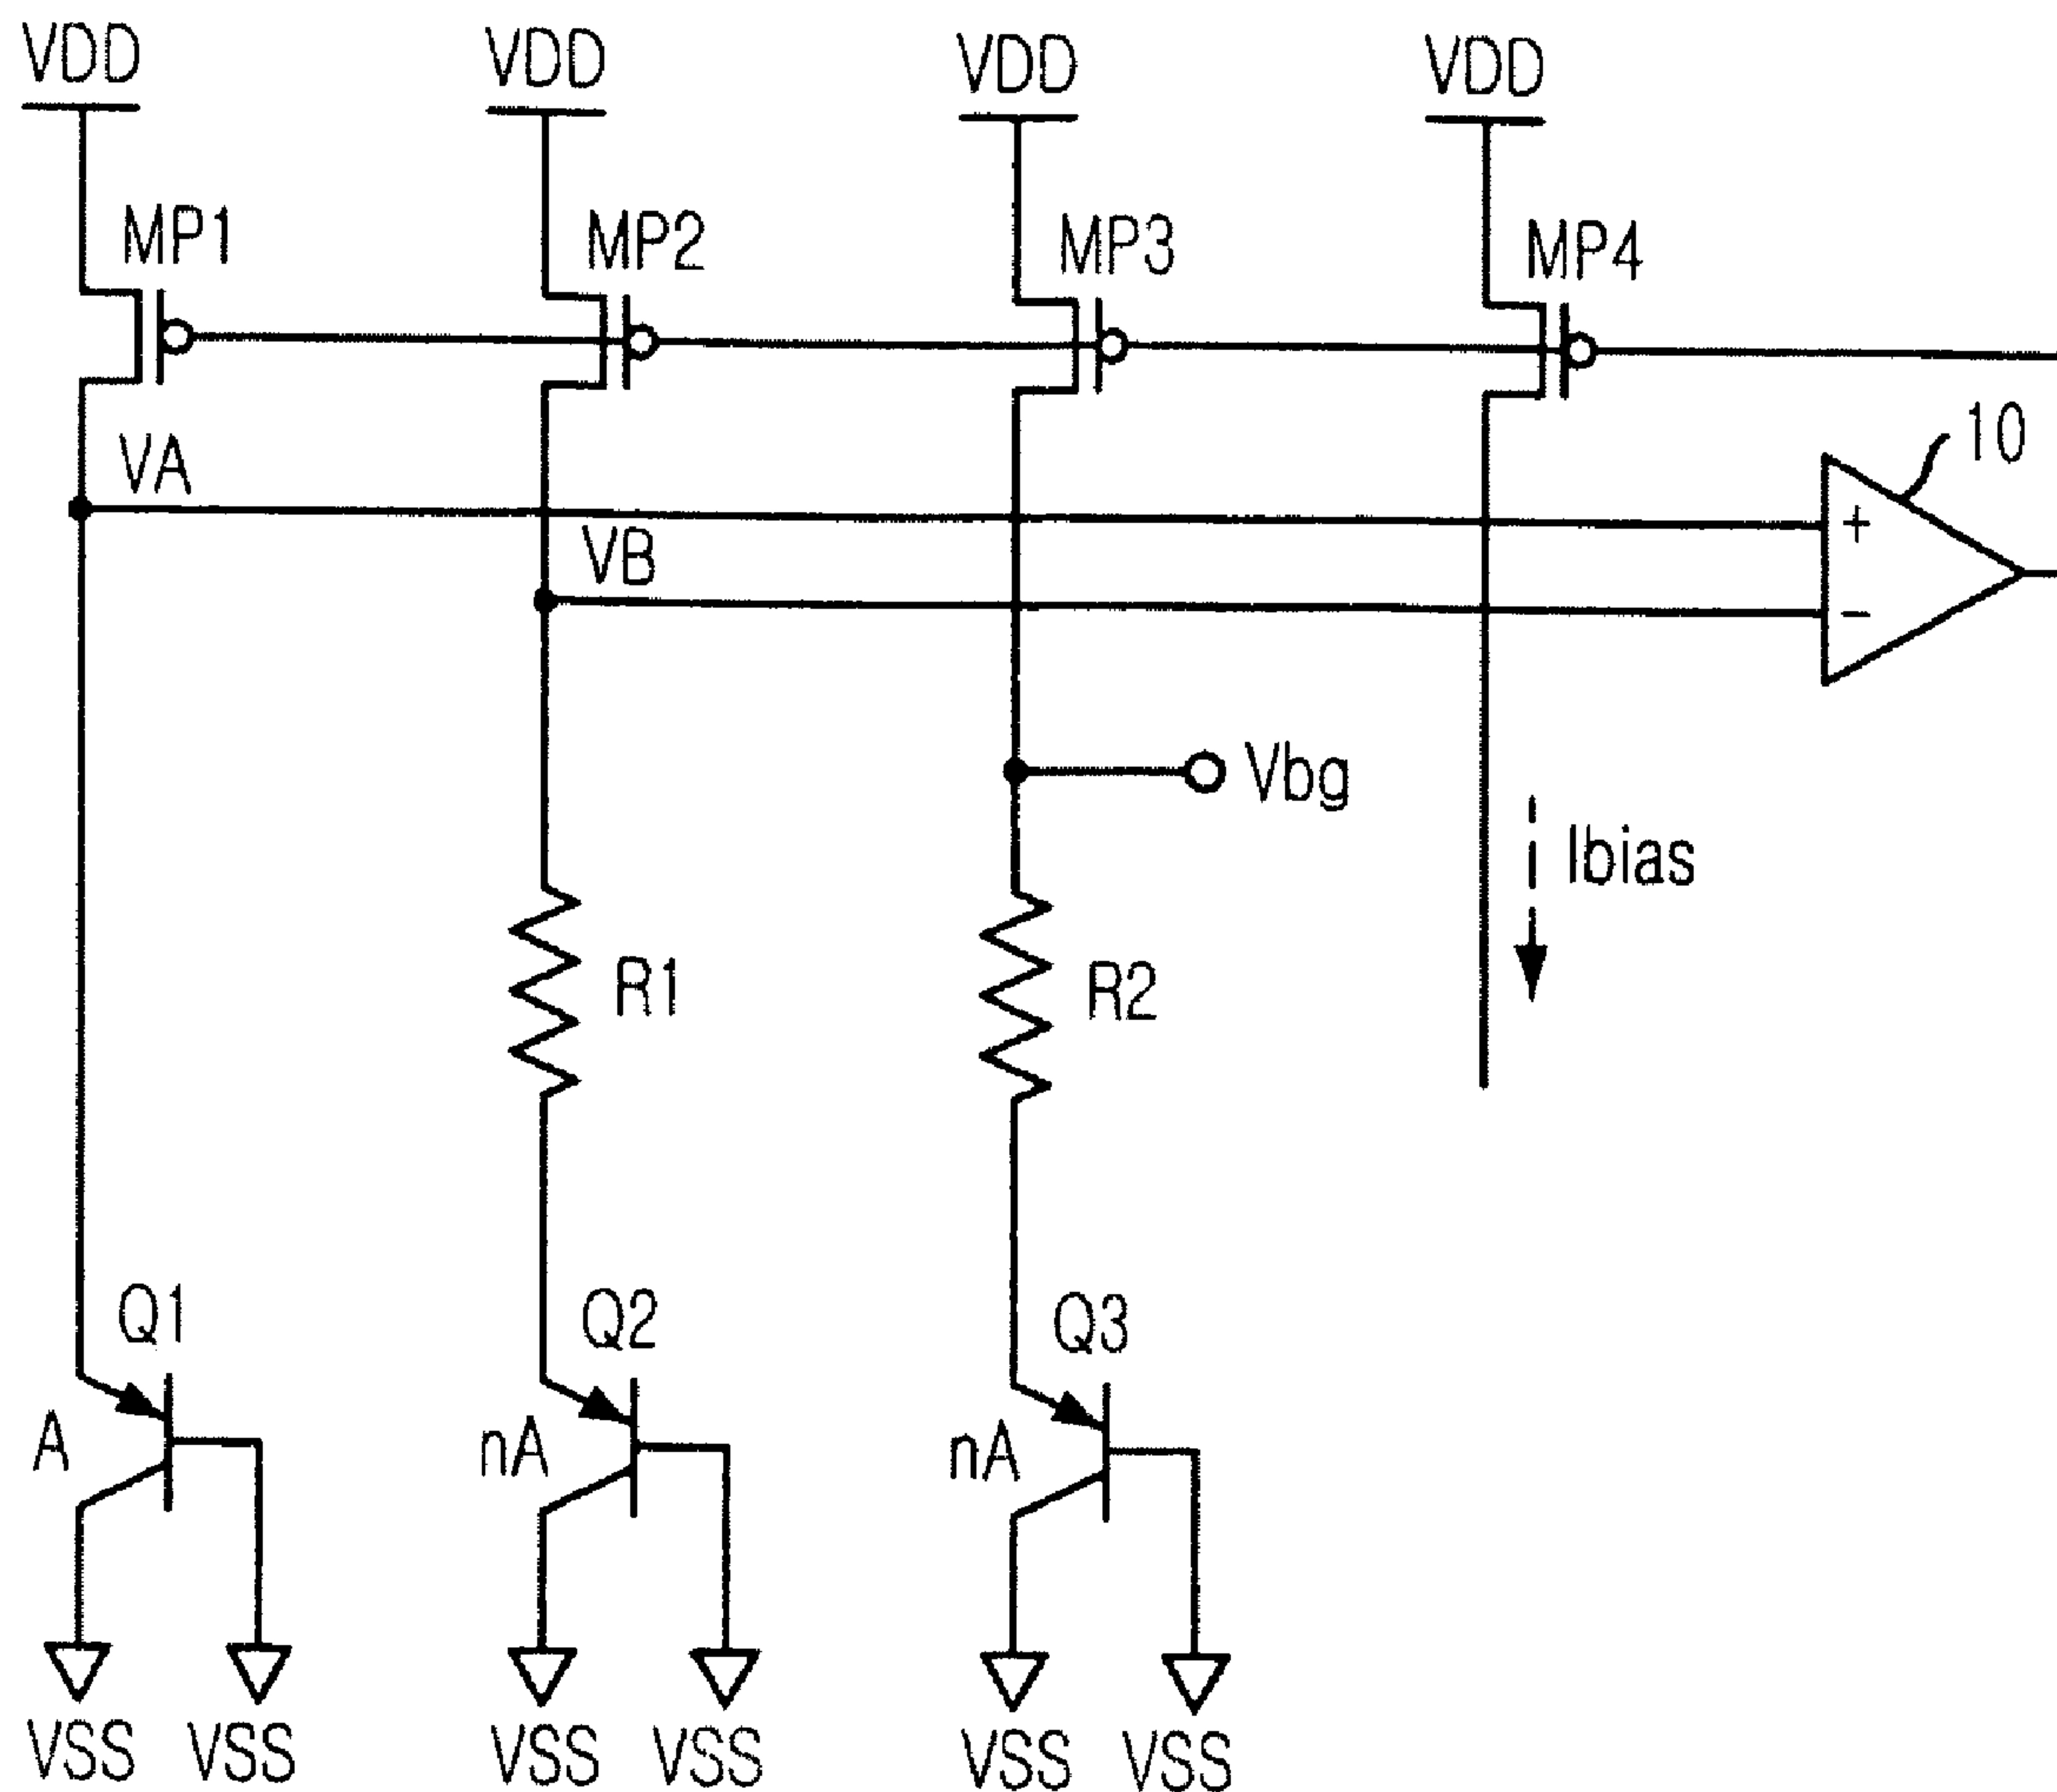 VDD VDD VDD VDD
MP1 MP2 MP3 MP4
10
VA
+
VB
−
Vbg
Ibias
R1 R2
Q1 Q2 Q3
A nA nA
VSS VSS VSS VSS VSS VSS